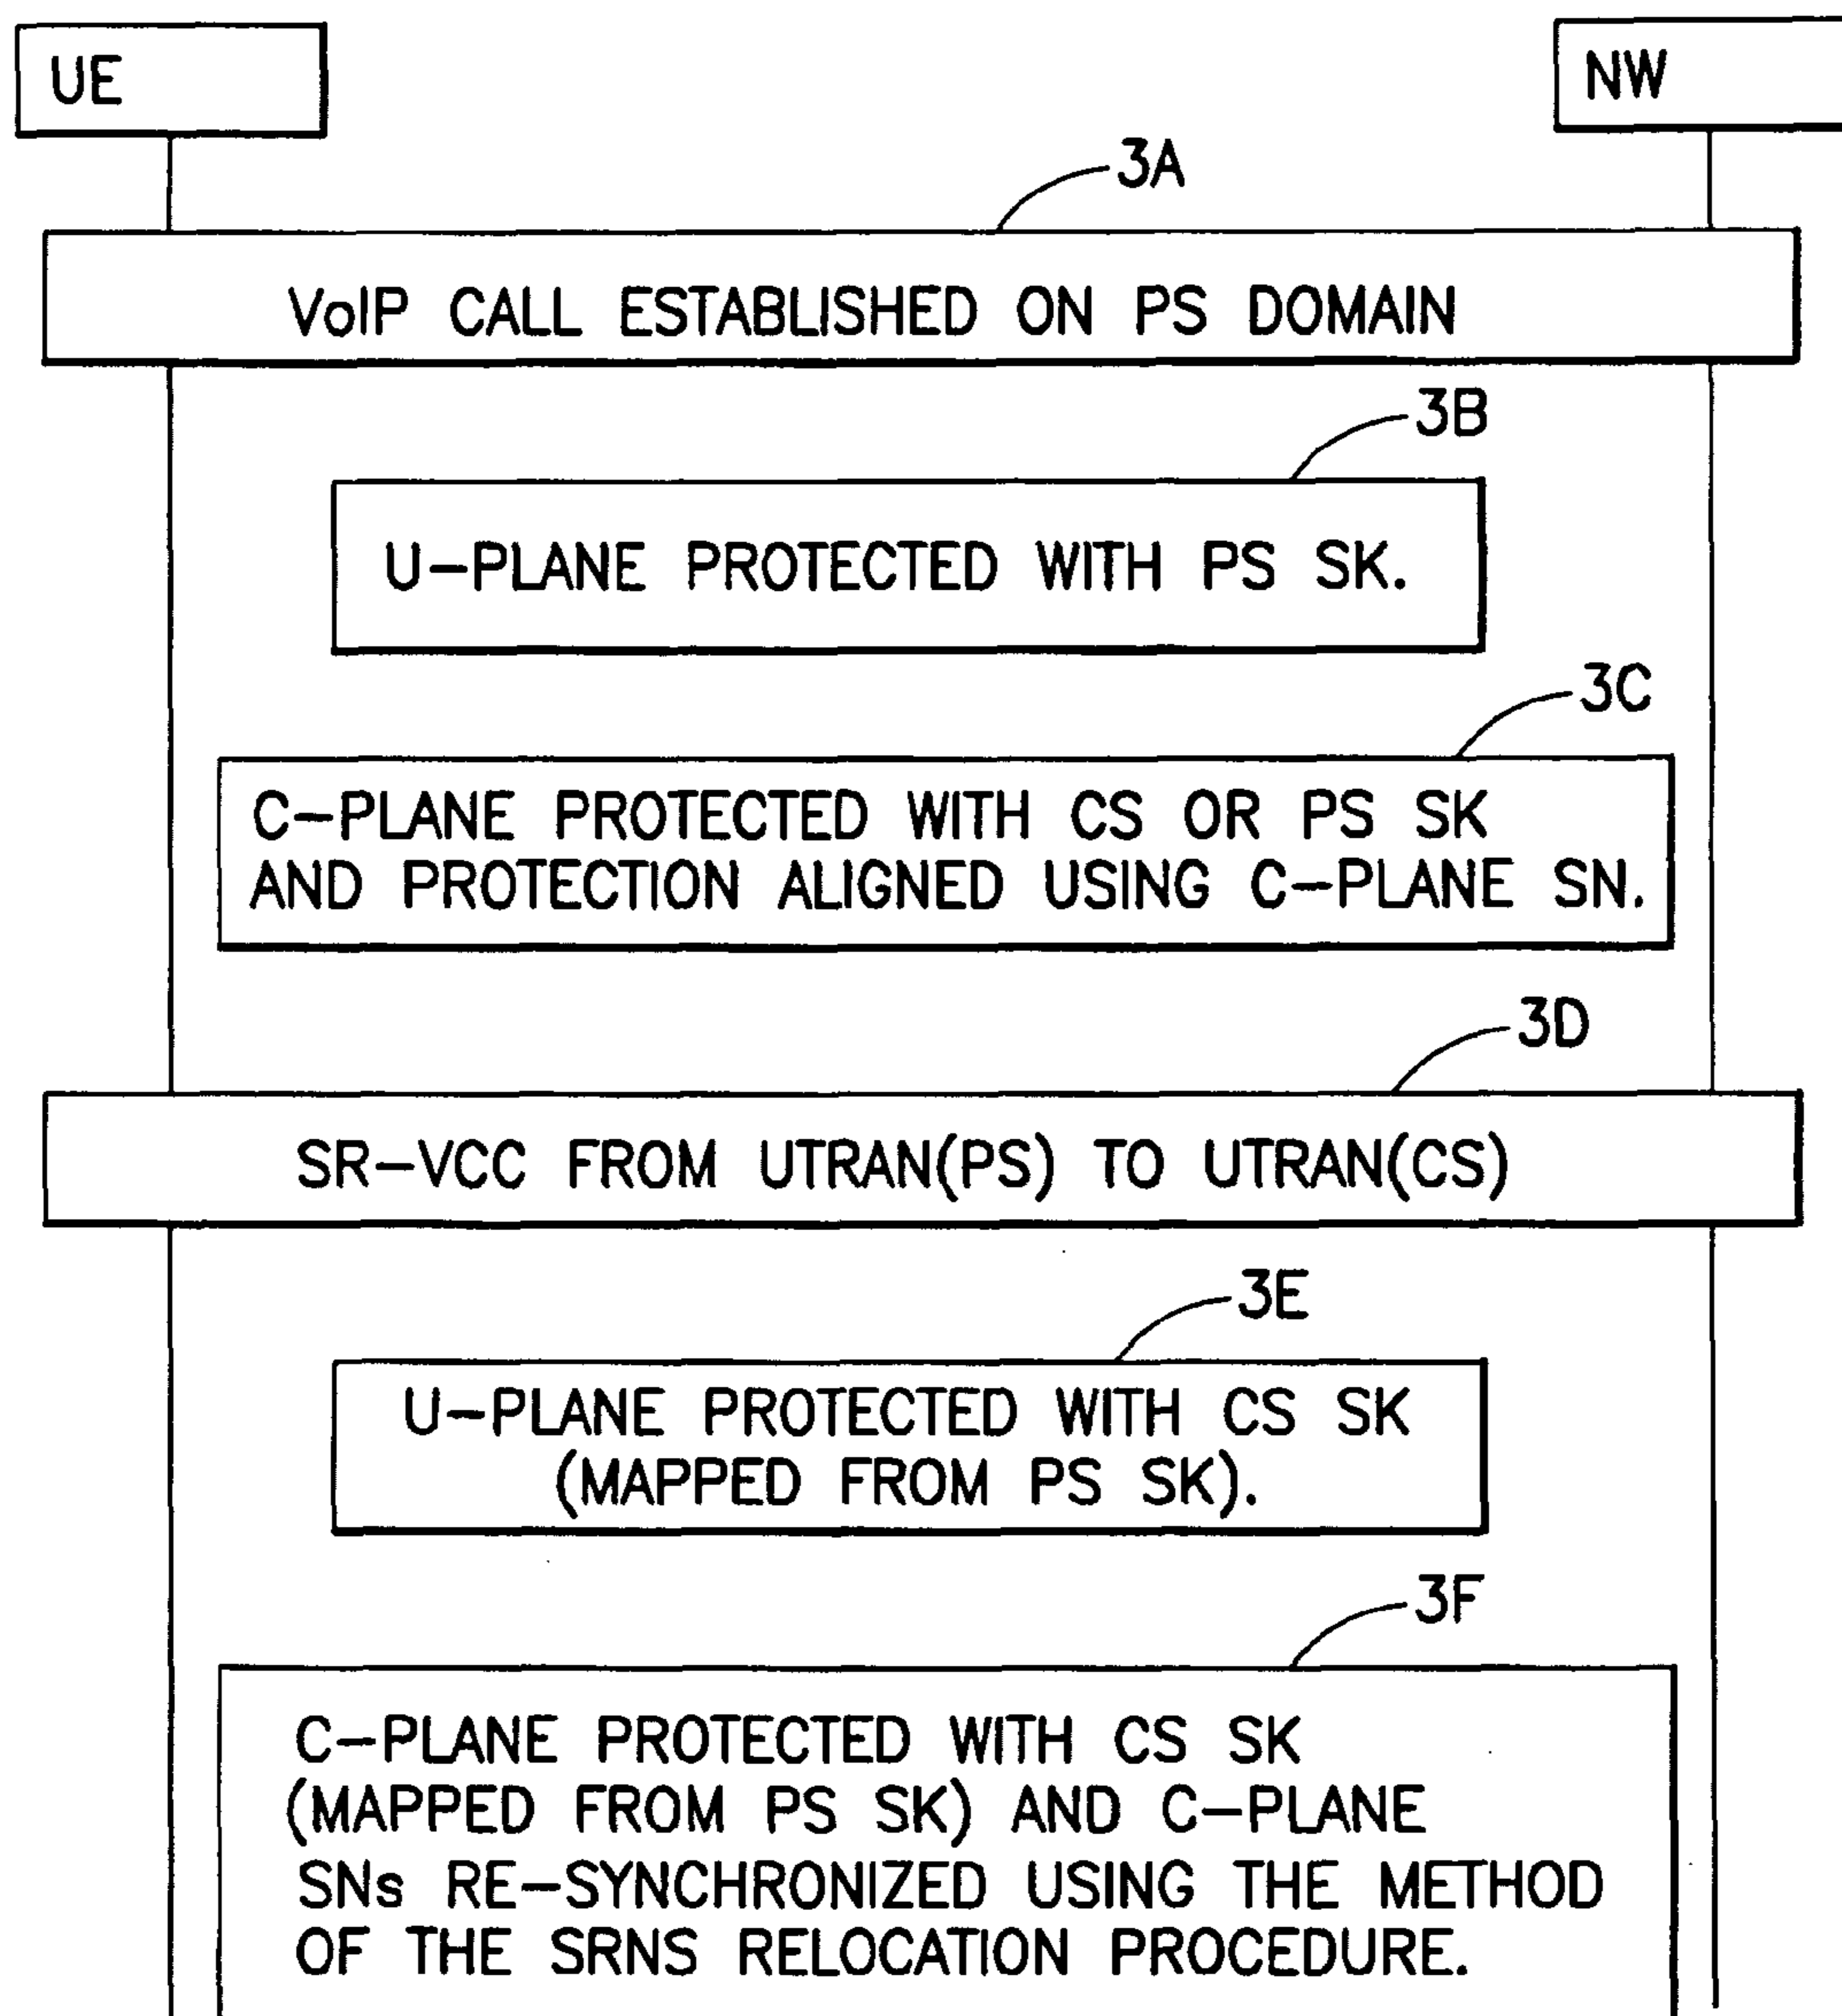 UE
NW
3A
VoIP CALL ESTABLISHED ON PS DOMAIN
3B
U-PLANE PROTECTED WITH PS SK.
3C
C-PLANE PROTECTED WITH CS OR PS SK
AND PROTECTION ALIGNED USING C-PLANE SN.
3D
SR-VCC FROM UTRAN(PS) TO UTRAN(CS)
3E
U-PLANE PROTECTED WITH CS SK
(MAPPED FROM PS SK).
3F
C-PLANE PROTECTED WITH CS SK
(MAPPED FROM PS SK) AND C-PLANE
SNs RE-SYNCHRONIZED USING THE METHOD
OF THE SRNS RELOCATION PROCEDURE.